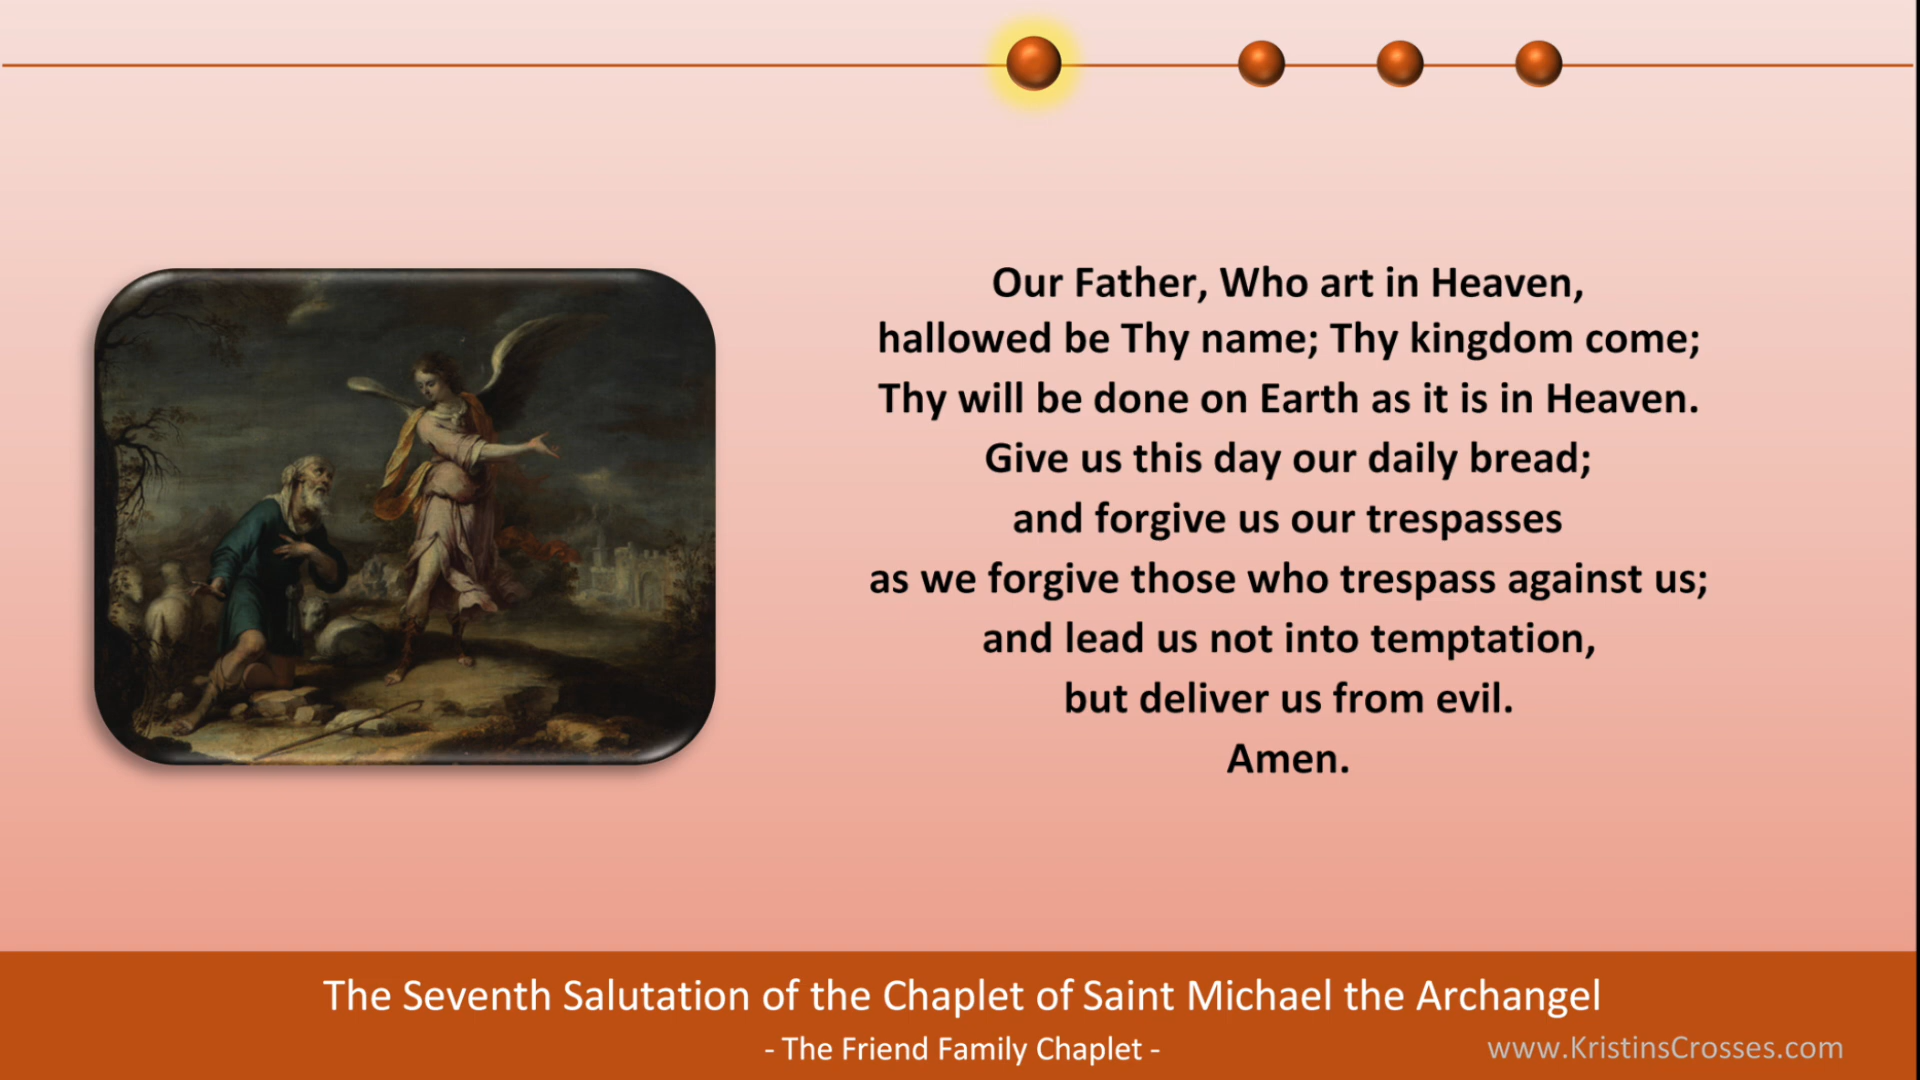 Our Father, Who art in Heaven,
hallowed be Thy name; Thy kingdom come;
Thy will be done on Earth as it is in Heaven.
Give us this day our daily bread;
and forgive us our trespasses
as we forgive those who trespass against us;
and lead us not into temptation,
but deliver us from evil.
Amen.
The Seventh Salutation of the Chaplet of Saint Michael the Archangel
- The Friend Family Chaplet -
www.KristinsCrosses.com